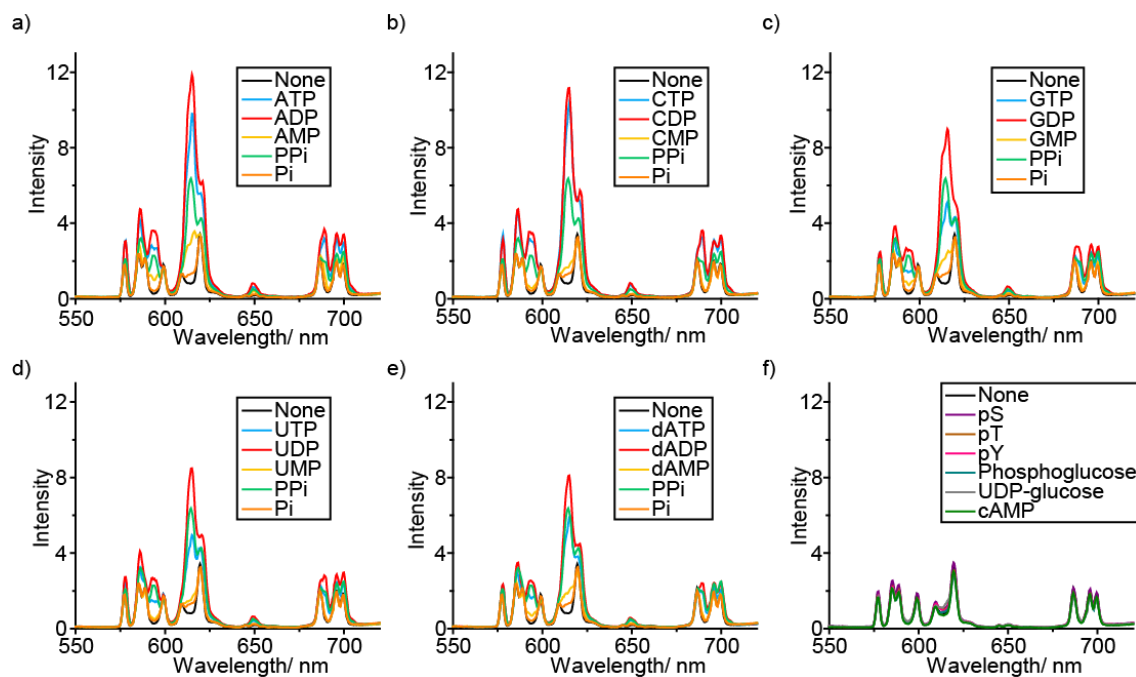 a)
Intensity
12
8
4
0
None
ATP
ADP
AMP
PPi
Pi
550
600
650
700
Wavelength/ nm
b)
Intensity
12
8
4
0
None
CTP
CDP
CMP
PPi
Pi
550
600
650
700
Wavelength/ nm
c)
Intensity
12
8
4
0
None
GTP
GDP
GMP
PPi
Pi
550
600
650
700
Wavelength/ nm
d)
Intensity
12
8
4
0
None
UTP
UDP
UMP
PPi
Pi
550
600
650
700
Wavelength/ nm
e)
Intensity
12
8
4
0
None
dATP
dADP
dAMP
PPi
Pi
550
600
650
700
Wavelength/ nm
f)
Intensity
12
8
4
0
None
pS
pT
pY
Phosphoglucose
UDP-glucose
cAMP
550
600
650
700
Wavelength/ nm